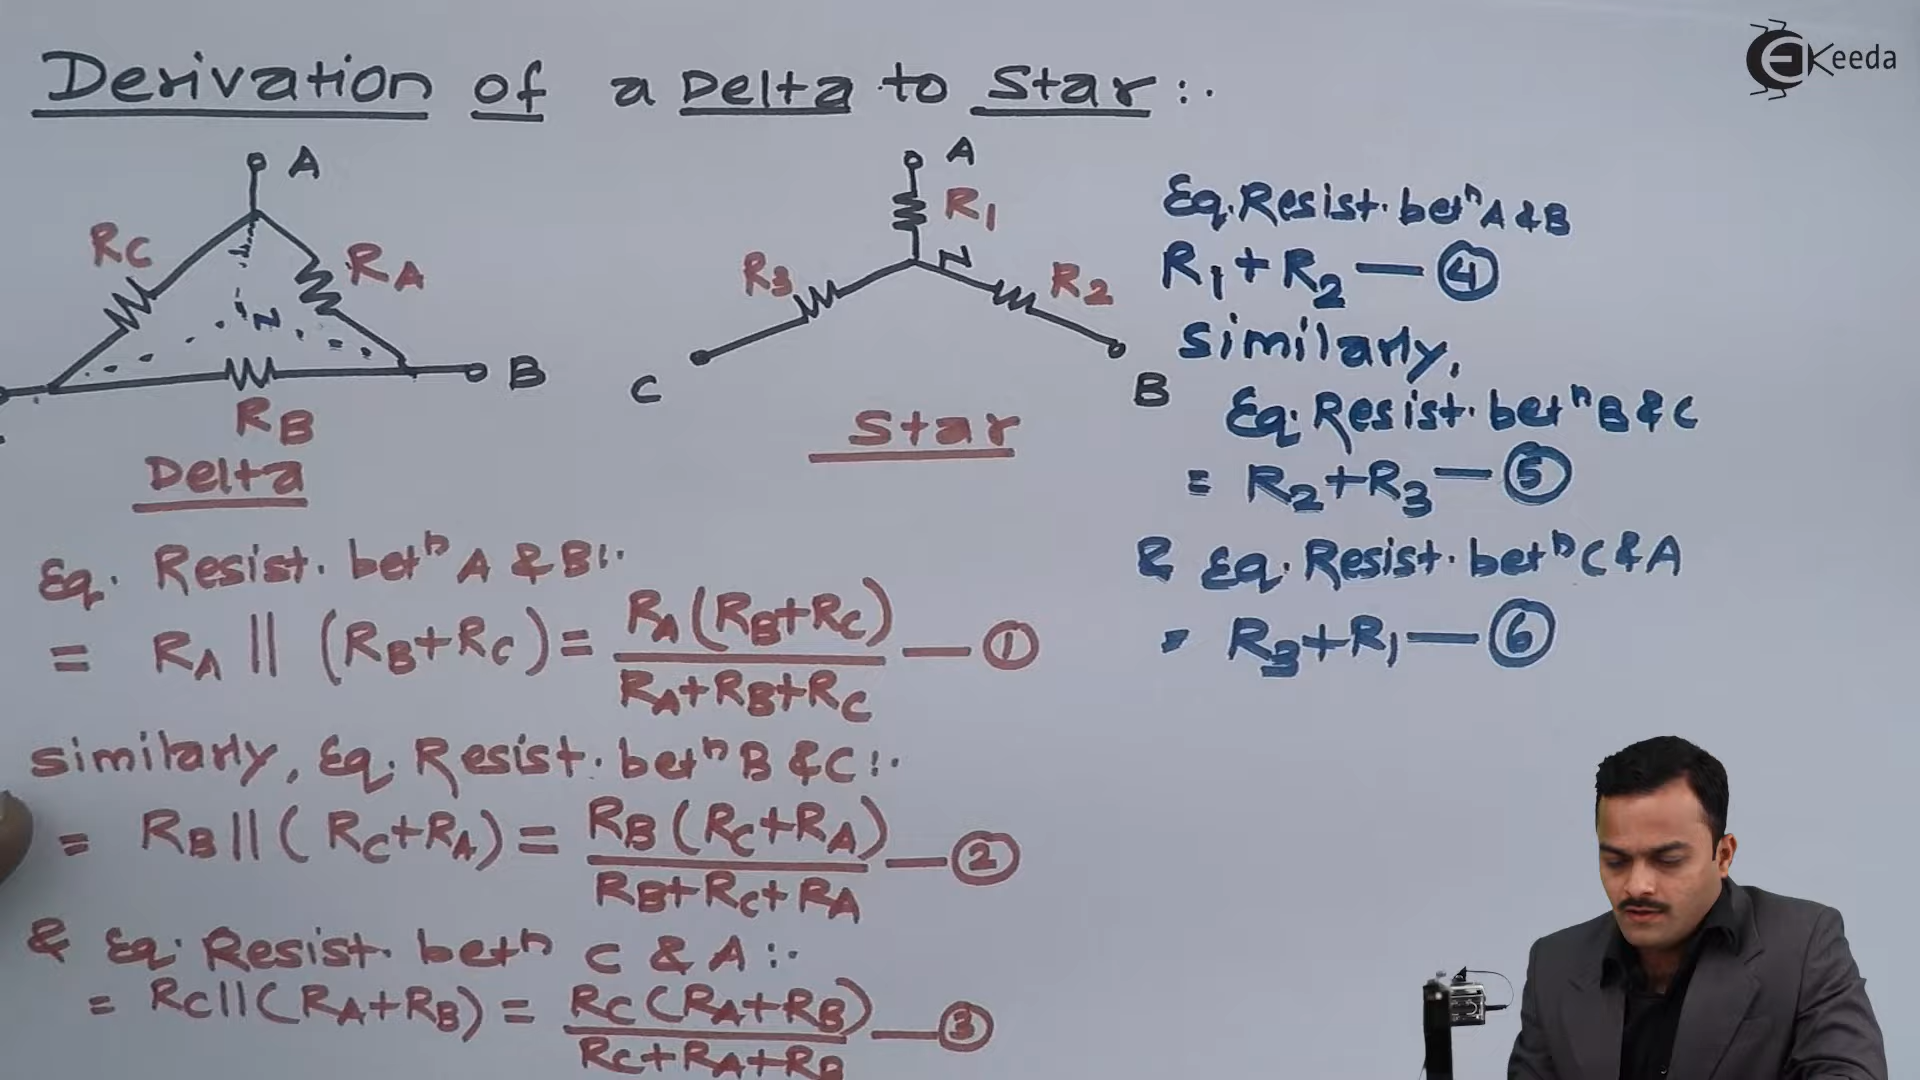 Derivation of a Delta to Star :.
EKeeda
A
RC
RA
N
B
RB
Delta
A
R1
N
R3
R2
C
B
Star
Eq. Resist. betⁿ A & B:.
= RA || (RB+RC) = RA(RB+RC) / RA+RB+RC — ①
similarly, Eq. Resist. betⁿ B & C:.
= RB || (RC+RA) = RB(RC+RA) / RB+RC+RA — ②
& Eq. Resist. betⁿ C & A :.
= RC||(RA+RB) = RC(RA+RB) / RC+RA+RB — ③
Eq. Resist. betⁿ A & B
R1 + R2 — ④
Similarly,
Eq. Resist. betⁿ B & C
= R2+R3 — ⑤
& Eq. Resist. betⁿ C & A
= R3+R1 — ⑥